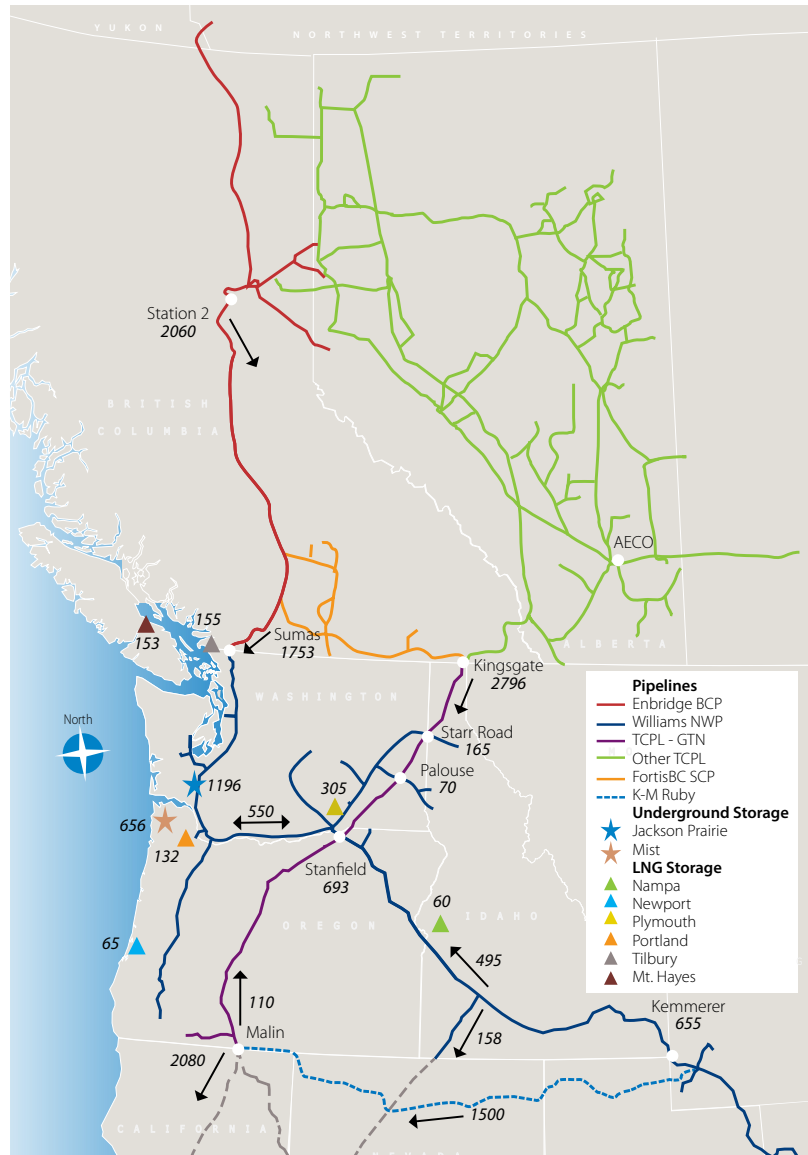 YUKON
NORTHWEST TERRITORIES
Station 2
2060
BRITISH
COLUMBIA
AECO
155
153
Sumas
1753
ALBERTA
Kingsgate
2796
WASHINGTON
North
Starr Road
165
Palouse
70
1196
305
550
656
132
Stanfield
693
60
IDAHO
OREGON
65
495
110
Malin
158
Kemmerer
655
2080
1500
CALIFORNIA
NEVADA
Pipelines
Enbridge BCP
Williams NWP
TCPL - GTN
Other TCPL
FortisBC SCP
K-M Ruby
Underground Storage
Jackson Prairie
Mist
LNG Storage
Nampa
Newport
Plymouth
Portland
Tilbury
Mt. Hayes